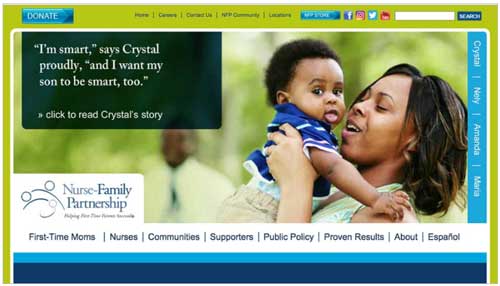 DONATE
Home | Careers | Contact Us | NFP Community | Locations
NFP STORE
You Tube
SEARCH
“I’m smart,” says Crystal
proudly, “and I want my
son to be smart, too.”
» click to read Crystal’s story
Crystal | Nely | Amanda | Maria
Nurse-Family
Partnership
Helping First-Time Parents Succeed
First-Time Moms | Nurses | Communities | Supporters | Public Policy | Proven Results | About | Español